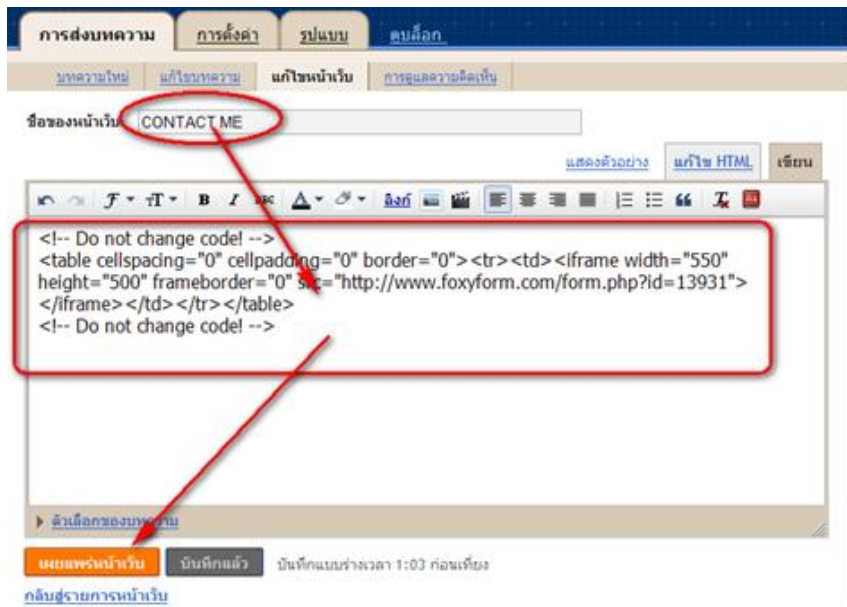 การส่งบทความ การตั้งค่า รูปแบบ ดูบล็อก
บทความใหม่ แก้ไขบทความ แก้ไขหน้าเว็บ การดูแลความคิดเห็น
ชื่อของหน้าเว็บ CONTACT ME
แสดงตัวอย่าง แก้ไข HTML เขียน
B I ABC ลิงก์
<!-- Do not change code! -->
<table cellspacing="0" cellpadding="0" border="0"><tr><td><iframe width="550"
height="500" frameborder="0" src="http://www.foxyform.com/form.php?id=13931">
</iframe></td></tr></table>
<!-- Do not change code! -->
ตัวเลือกของบทความ
เผยแพร่หน้าเว็บ บันทึกแล้ว บันทึกแบบร่างเวลา 1:03 ก่อนเที่ยง
กลับสู่รายการหน้าเว็บ